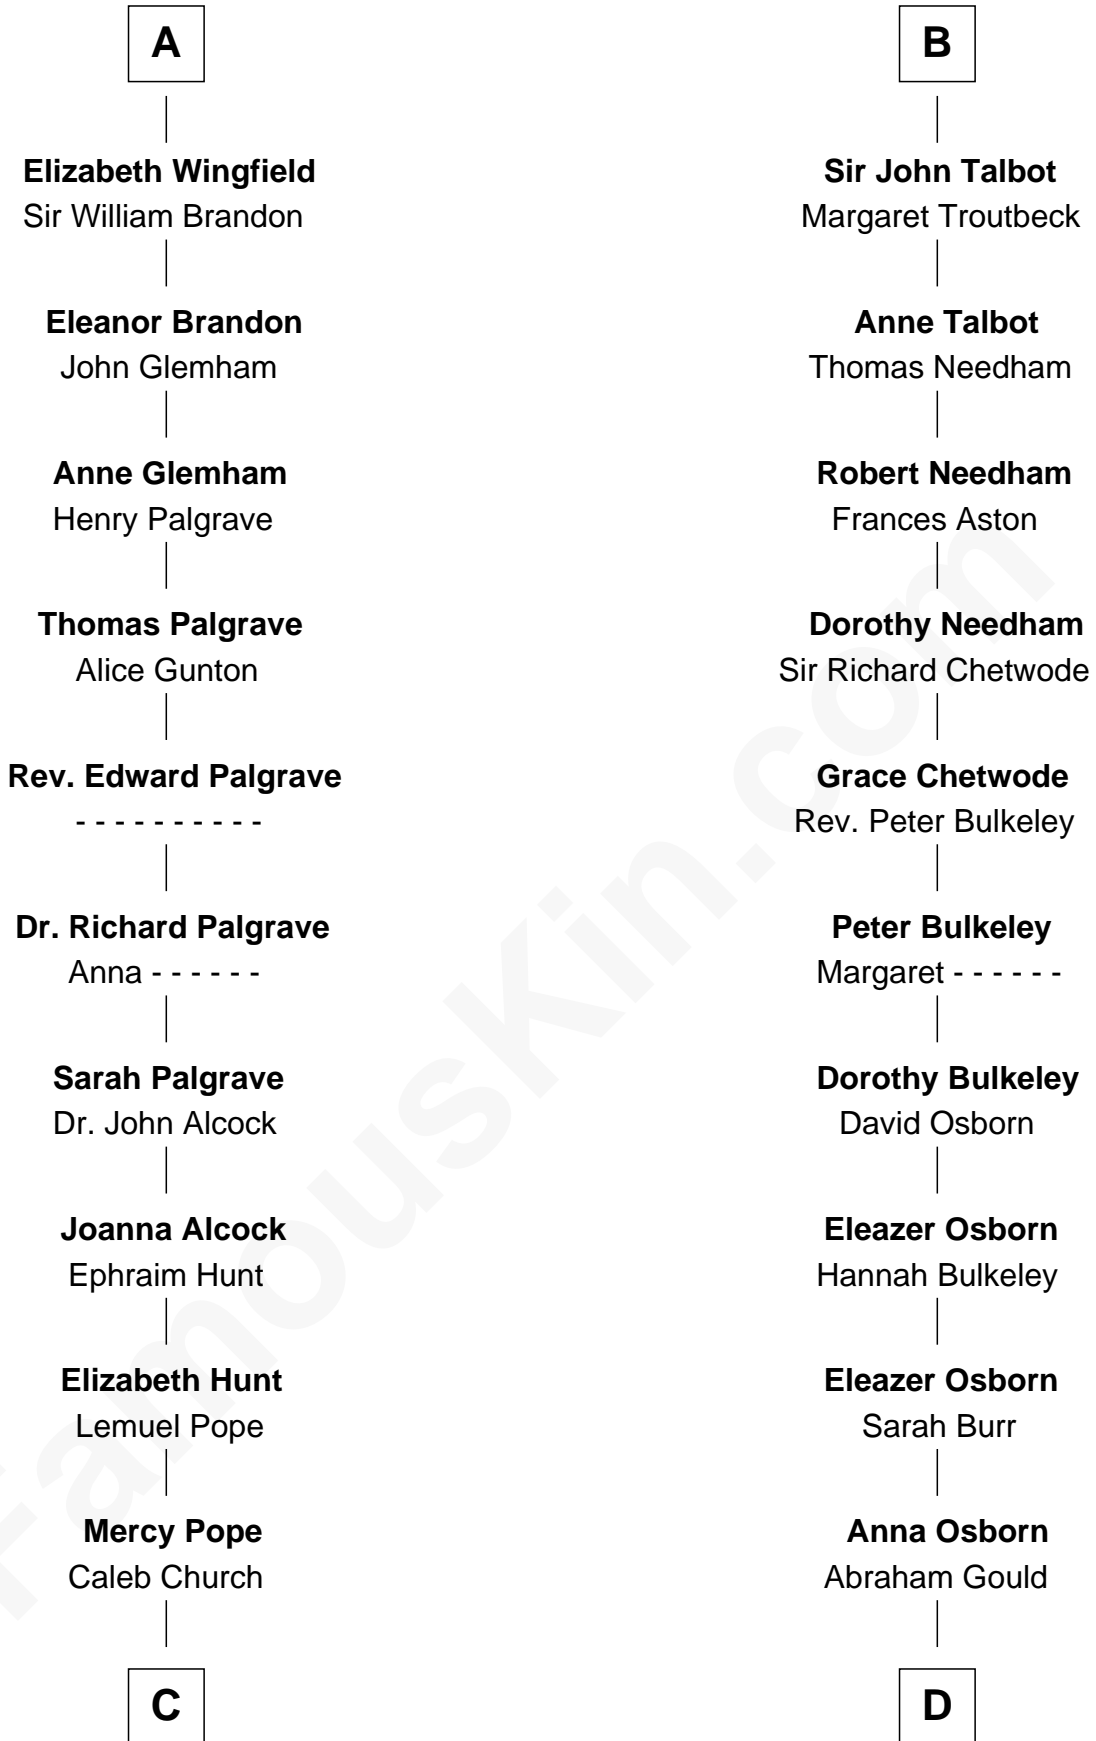 A
Elizabeth Wingfield
Sir William Brandon
Eleanor Brandon
John Glemham
Anne Glemham
Henry Palgrave
Thomas Palgrave
Alice Gunton
Rev. Edward Palgrave
- - - - - - - - - -
Dr. Richard Palgrave
Anna - - - - - -
Sarah Palgrave
Dr. John Alcock
Joanna Alcock
Ephraim Hunt
Elizabeth Hunt
Lemuel Pope
Mercy Pope
Caleb Church
C
B
Sir John Talbot
Margaret Troutbeck
Anne Talbot
Thomas Needham
Robert Needham
Frances Aston
Dorothy Needham
Sir Richard Chetwode
Grace Chetwode
Rev. Peter Bulkeley
Peter Bulkeley
Margaret - - - - - -
Dorothy Bulkeley
David Osborn
Eleazer Osborn
Hannah Bulkeley
Eleazer Osborn
Sarah Burr
Anna Osborn
Abraham Gould
D
FamousKin.com